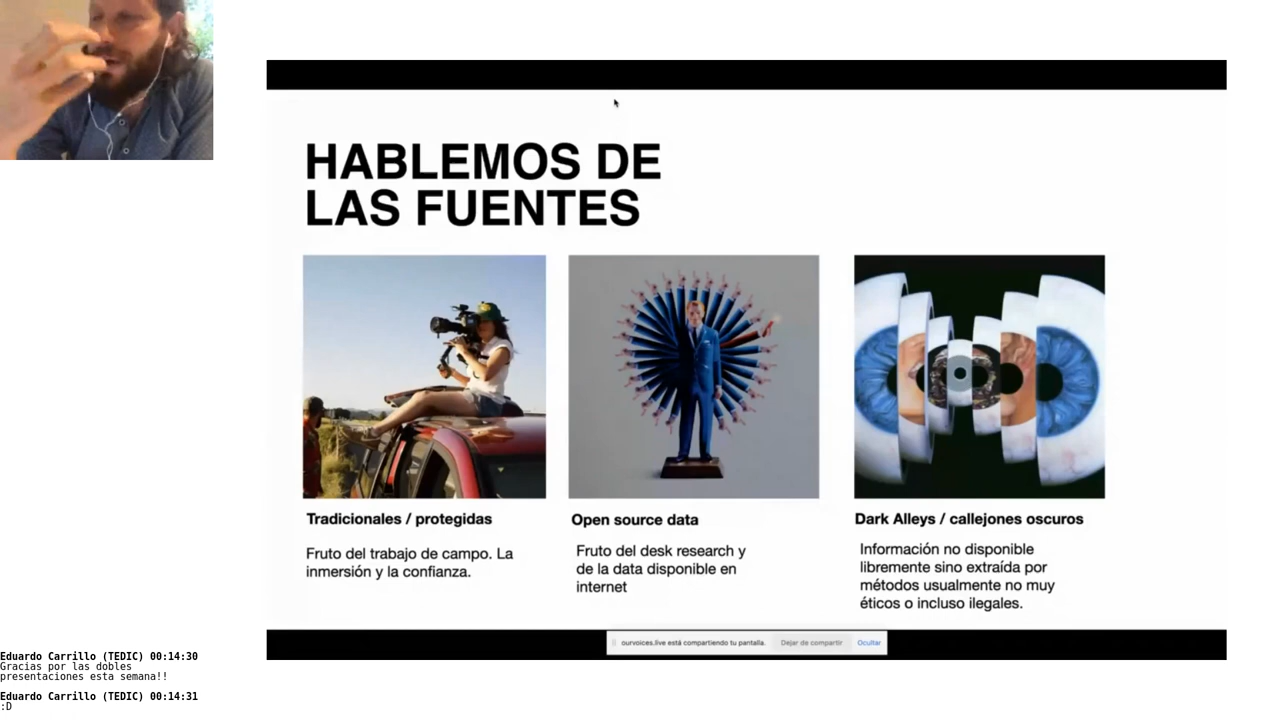 HABLEMOS DE
LAS FUENTES
Tradicionales / protegidas
Fruto del trabajo de campo. La
inmersión y la confianza.
Open source data
Fruto del desk research y
de la data disponible en
internet
Dark Alleys / callejones oscuros
Información no disponible
libremente sino extraída por
métodos usualmente no muy
éticos o incluso ilegales.
ourvoices.live está compartiendo tu pantalla. Dejar de compartir Ocultar
Eduardo Carrillo (TEDIC) 00:14:30
Gracias por las dobles
presentaciones esta semana!!
Eduardo Carrillo (TEDIC) 00:14:31
:D